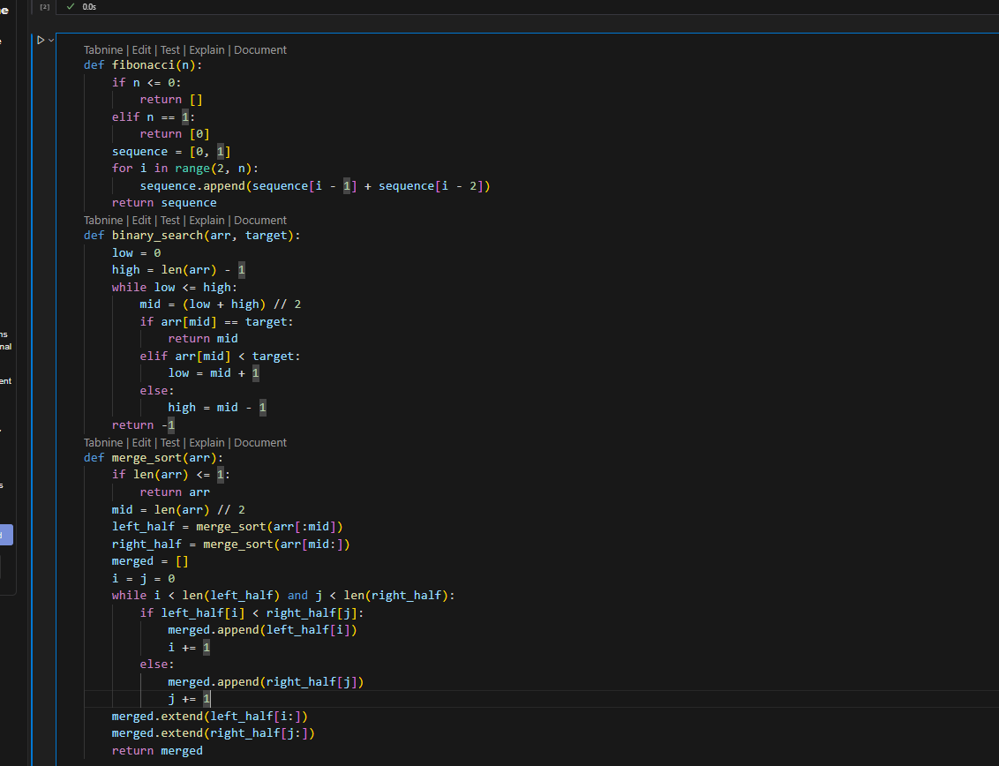 e
[2]
✓ 0.0s
Tabnine | Edit | Test | Explain | Document
def fibonacci(n):
    if n <= 0:
        return []
    elif n == 1:
        return [0]
    sequence = [0, 1]
    for i in range(2, n):
        sequence.append(sequence[i - 1] + sequence[i - 2])
    return sequence
Tabnine | Edit | Test | Explain | Document
def binary_search(arr, target):
    low = 0
    high = len(arr) - 1
    while low <= high:
        mid = (low + high) // 2
        if arr[mid] == target:
            return mid
        elif arr[mid] < target:
            low = mid + 1
        else:
            high = mid - 1
    return -1
Tabnine | Edit | Test | Explain | Document
def merge_sort(arr):
    if len(arr) <= 1:
        return arr
    mid = len(arr) // 2
    left_half = merge_sort(arr[:mid])
    right_half = merge_sort(arr[mid:])
    merged = []
    i = j = 0
    while i < len(left_half) and j < len(right_half):
        if left_half[i] < right_half[j]:
            merged.append(left_half[i])
            i += 1
        else:
            merged.append(right_half[j])
            j += 1
    merged.extend(left_half[i:])
    merged.extend(right_half[j:])
    return merged